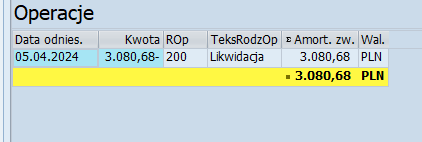 Operacje
Data odnies. Kwota ROp TeksRodzOp Σ Amort. zw. Wal.
05.04.2024 3.080,68- 200 Likwidacja 3.080,68 PLN
▪ 3.080,68 PLN